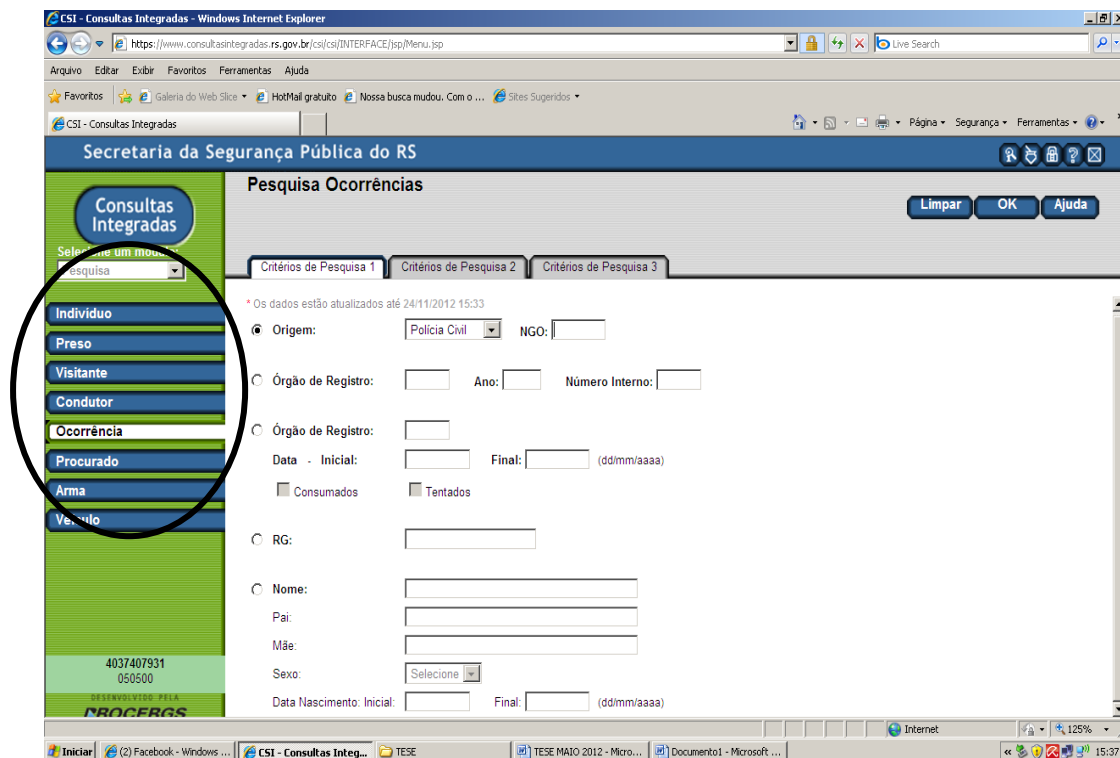 CSI - Consultas Integradas - Windows Internet Explorer
https://www.consultasintegradas.rs.gov.br/csi/csi/INTERFACE/jsp/Menu.jsp
Live Search
Arquivo Editar Exibir Favoritos Ferramentas Ajuda
Favoritos Galeria do Web Slice HotMail gratuito Nossa busca mudou. Com o ... Sites Sugeridos
CSI - Consultas Integradas
Página Segurança Ferramentas
Secretaria da Segurança Pública do RS
Consultas Integradas
Selecione um módulo:
Pesquisa
Indivíduo
Preso
Visitante
Condutor
Ocorrência
Procurado
Arma
Veículo
4037407931
050500
DESENVOLVIDO PELA
PROCERGS
Pesquisa Ocorrências
Limpar OK Ajuda
Critérios de Pesquisa 1 Critérios de Pesquisa 2 Critérios de Pesquisa 3
* Os dados estão atualizados até 24/11/2012 15:33
Origem: Polícia Civil NGO:
Órgão de Registro: Ano: Número Interno:
Órgão de Registro:
Data - Inicial: Final: (dd/mm/aaaa)
Consumados Tentados
RG:
Nome:
Pai:
Mãe:
Sexo: Selecione
Data Nascimento: Inicial: Final: (dd/mm/aaaa)
Internet 125%
Iniciar (2) Facebook - Windows ... CSI - Consultas Integ... TESE TESE MAIO 2012 - Micro... Documento1 - Microsoft ... 15:37